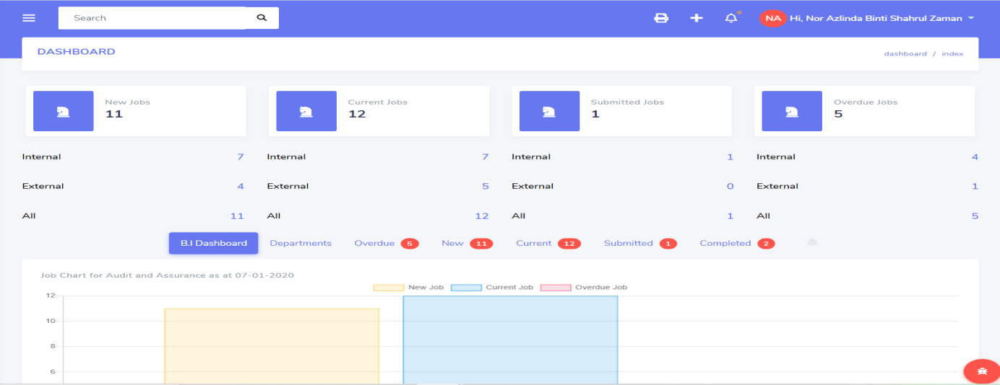 Search
NA Hi, Nor Azlinda Binti Shahrul Zaman
DASHBOARD
dashboard / index
New Jobs
11
Current Jobs
12
Submitted Jobs
1
Overdue Jobs
5
Internal 7 Internal 7 Internal 1 Internal 4
External 4 External 5 External 0 External 1
All 11 All 12 All 1 All 5
B.I Dashboard Departments Overdue 5 New 11 Current 12 Submitted 1 Completed 2
Job Chart for Audit and Assurance as at 07-01-2020
New Job Current Job Overdue Job
12
10
8
6